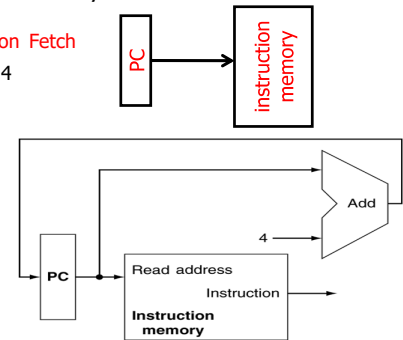 on Fetch
4
PC
instruction
memory
Add
4
PC
Read address
Instruction
Instruction
memory